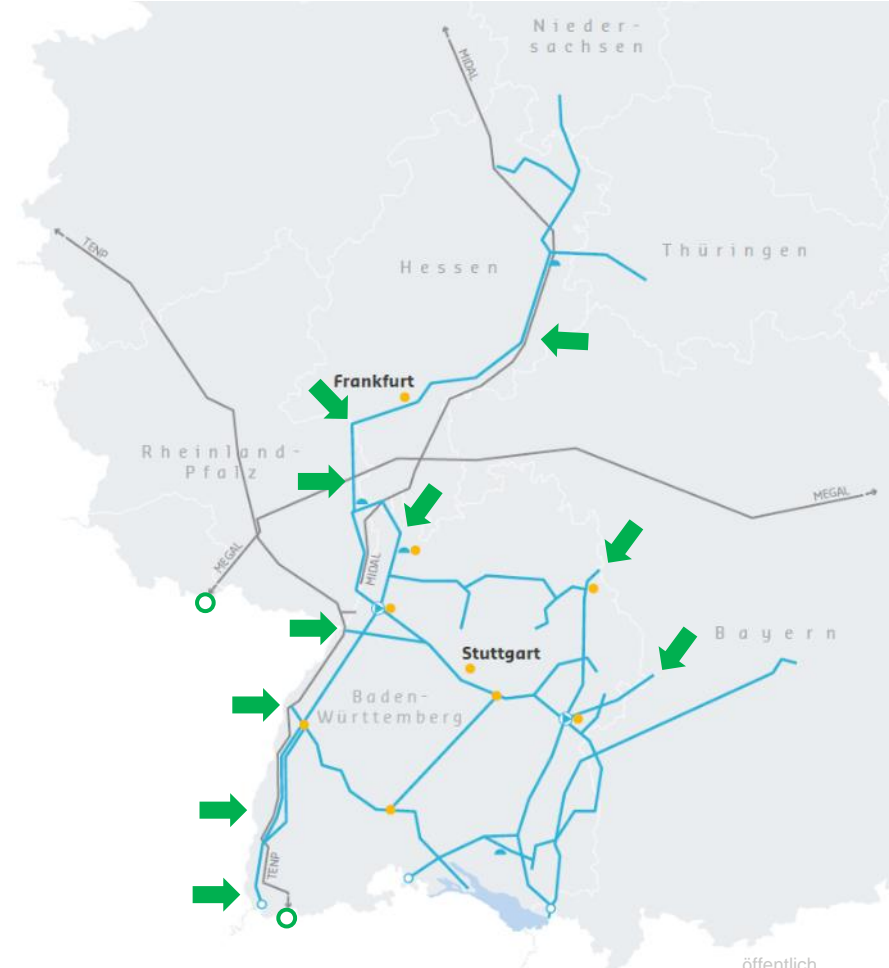 Nieder-
sachsen
MIDAL
TENP
Hessen
Thüringen
Frankfurt
Rheinland-
Pfalz
MEGAL
MEGAL
MIDAL
Bayern
Stuttgart
Baden-
Württemberg
TENP
öffentlich